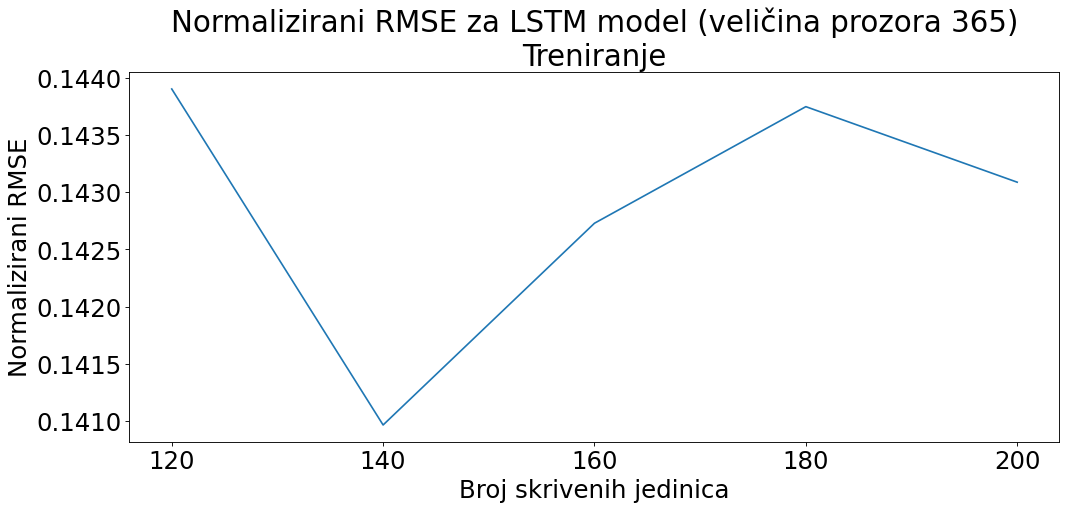 Normalizirani RMSE za LSTM model (veličina prozora 365)
Treniranje
Normalizirani RMSE
0.1440
0.1435
0.1430
0.1425
0.1420
0.1415
0.1410
120 140 160 180 200
Broj skrivenih jedinica